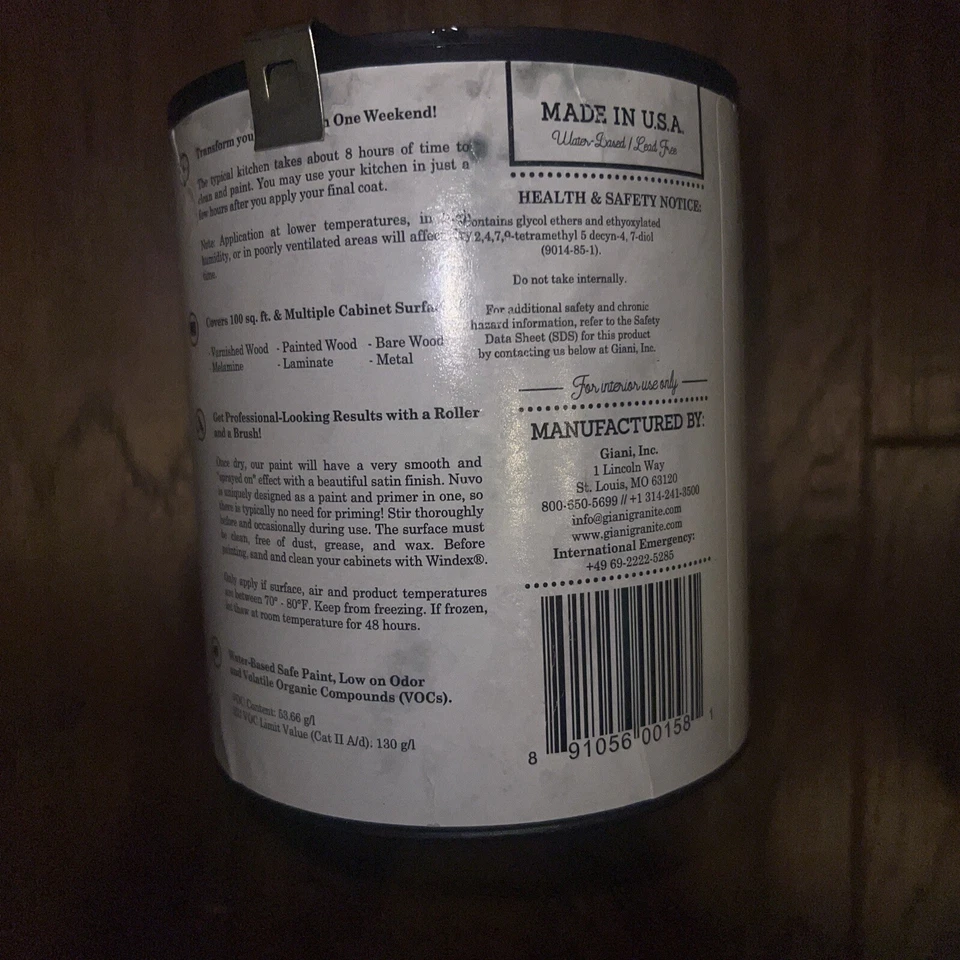 Transform you
n One Weekend!
The typical kitchen takes about 8 hours of time to
clean and paint. You may use your kitchen in just a
few hours after you apply your final coat.
Note: Application at lower temperatures, in
humidity, or in poorly ventilated areas will affec
time.
Covers 100 sq. ft. & Multiple Cabinet Surfa
- Varnished Wood - Painted Wood - Bare Wood
Melamine - Laminate - Metal
Get Professional-Looking Results with a Roller
and a Brush!
Once dry, our paint will have a very smooth and
"sprayed on" effect with a beautiful satin finish. Nuvo
is uniquely designed as a paint and primer in one, so
there is typically no need for priming! Stir thoroughly
before and occasionally during use. The surface must
be clean, free of dust, grease, and wax. Before
painting, sand and clean your cabinets with Windex®.
Only apply if surface, air and product temperatures
are between 70° - 80°F. Keep from freezing. If frozen,
let thaw at room temperature for 48 hours.
Water-Based Safe Paint, Low on Odor
and Volatile Organic Compounds (VOCs).
VOC Content: 53.66 g/l
VOC Limit Value (Cat II A/d): 130 g/l
MADE IN U.S.A.
Water-Based / Lead Free
HEALTH & SAFETY NOTICE:
Contains glycol ethers and ethyoxylated
2,4,7,9-tetramethyl 5 decyn-4, 7-diol
(9014-85-1).
Do not take internally.
For additional safety and chronic
hazard information, refer to the Safety
Data Sheet (SDS) for this product
by contacting us below at Giani, Inc.
For interior use only
MANUFACTURED BY:
Giani, Inc.
1 Lincoln Way
St. Louis, MO 63120
800-650-5699 // +1 314-241-3500
info@gianigranite.com
www.gianigranite.com
International Emergency:
+49 69-2222-5285
8 91056 00158 1